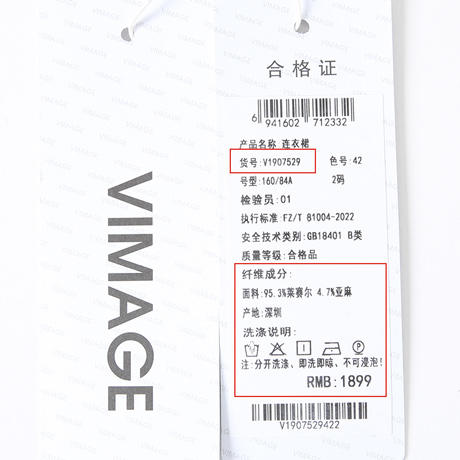 VIMAGE
合格证
6 941602 712332
产品名称 连衣裙
货号:V1907529 色号:42
号型:160/84A 2码
检验员:01
执行标准:FZ/T 81004-2022
安全技术类别:GB18401 B类
质量等级:合格品
纤维成分:
面料:95.3%莱赛尔 4.7%亚麻
产地:深圳
洗涤说明:
注:分开洗涤、即洗即晾、不可浸泡!
RMB:1899
V1907529422